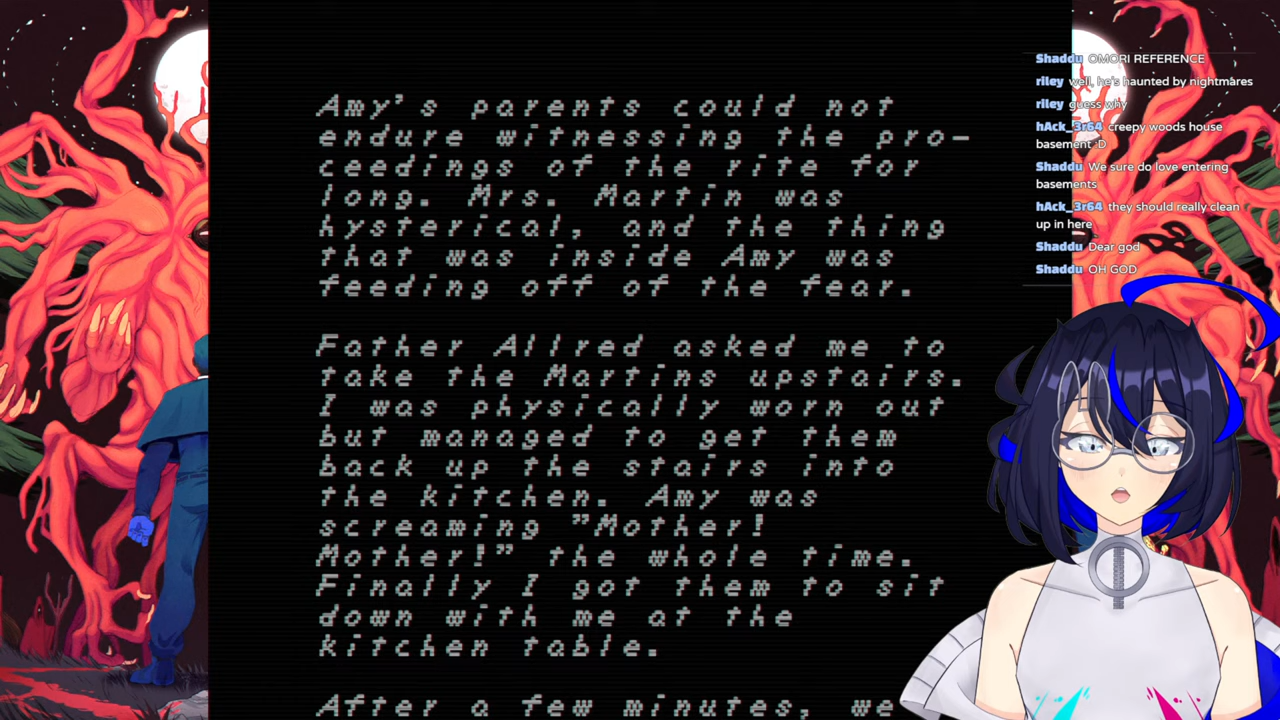 Amy's parents could not
endure witnessing the pro-
ceedings of the rite for
long. Mrs. Martin was
hysterical, and the thing
that was inside Amy was
feeding off of the fear.
Father Allred asked me to
take the Martins upstairs.
I was physically worn out
but managed to get them
back up the stairs into
the kitchen. Amy was
screaming "Mother!
Mother!" the whole time.
Finally I got them to sit
down with me at the
kitchen table.
After a few minutes, we
Shaddu OMORI REFERENCE
riley well, he's haunted by nightmares
riley guess why
hAck_3r64 creepy woods house
basement :D
Shaddu We sure do love entering
basements
hAck_3r64 they should really clean
up in here
Shaddu Dear god
Shaddu OH GOD